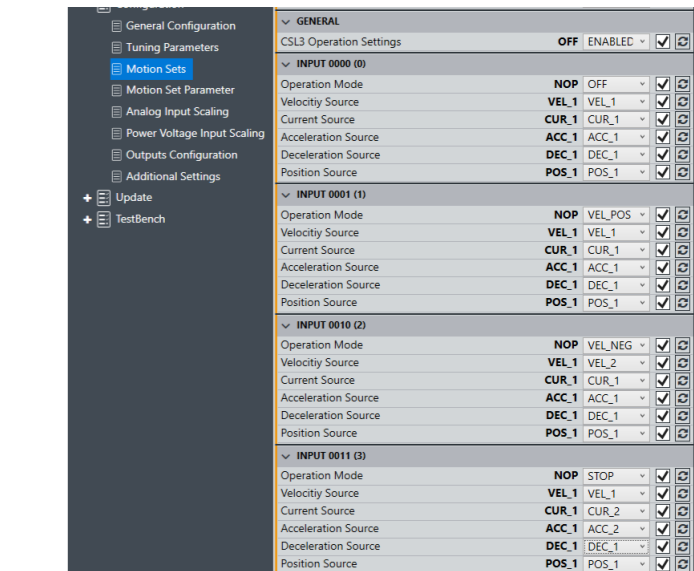 General Configuration
Tuning Parameters
Motion Sets
Motion Set Parameter
Analog Input Scaling
Power Voltage Input Scaling
Outputs Configuration
Additional Settings
Update
TestBench
GENERAL
CSL3 Operation Settings OFF ENABLED
INPUT 0000 (0)
Operation Mode NOP OFF
Velocitiy Source VEL_1 VEL_1
Current Source CUR_1 CUR_1
Acceleration Source ACC_1 ACC_1
Deceleration Source DEC_1 DEC_1
Position Source POS_1 POS_1
INPUT 0001 (1)
Operation Mode NOP VEL_POS
Velocitiy Source VEL_1 VEL_1
Current Source CUR_1 CUR_1
Acceleration Source ACC_1 ACC_1
Deceleration Source DEC_1 DEC_1
Position Source POS_1 POS_1
INPUT 0010 (2)
Operation Mode NOP VEL_NEG
Velocitiy Source VEL_1 VEL_2
Current Source CUR_1 CUR_1
Acceleration Source ACC_1 ACC_1
Deceleration Source DEC_1 DEC_1
Position Source POS_1 POS_1
INPUT 0011 (3)
Operation Mode NOP STOP
Velocitiy Source VEL_1 VEL_1
Current Source CUR_1 CUR_2
Acceleration Source ACC_1 ACC_2
Deceleration Source DEC_1 DEC_1
Position Source POS_1 POS_1